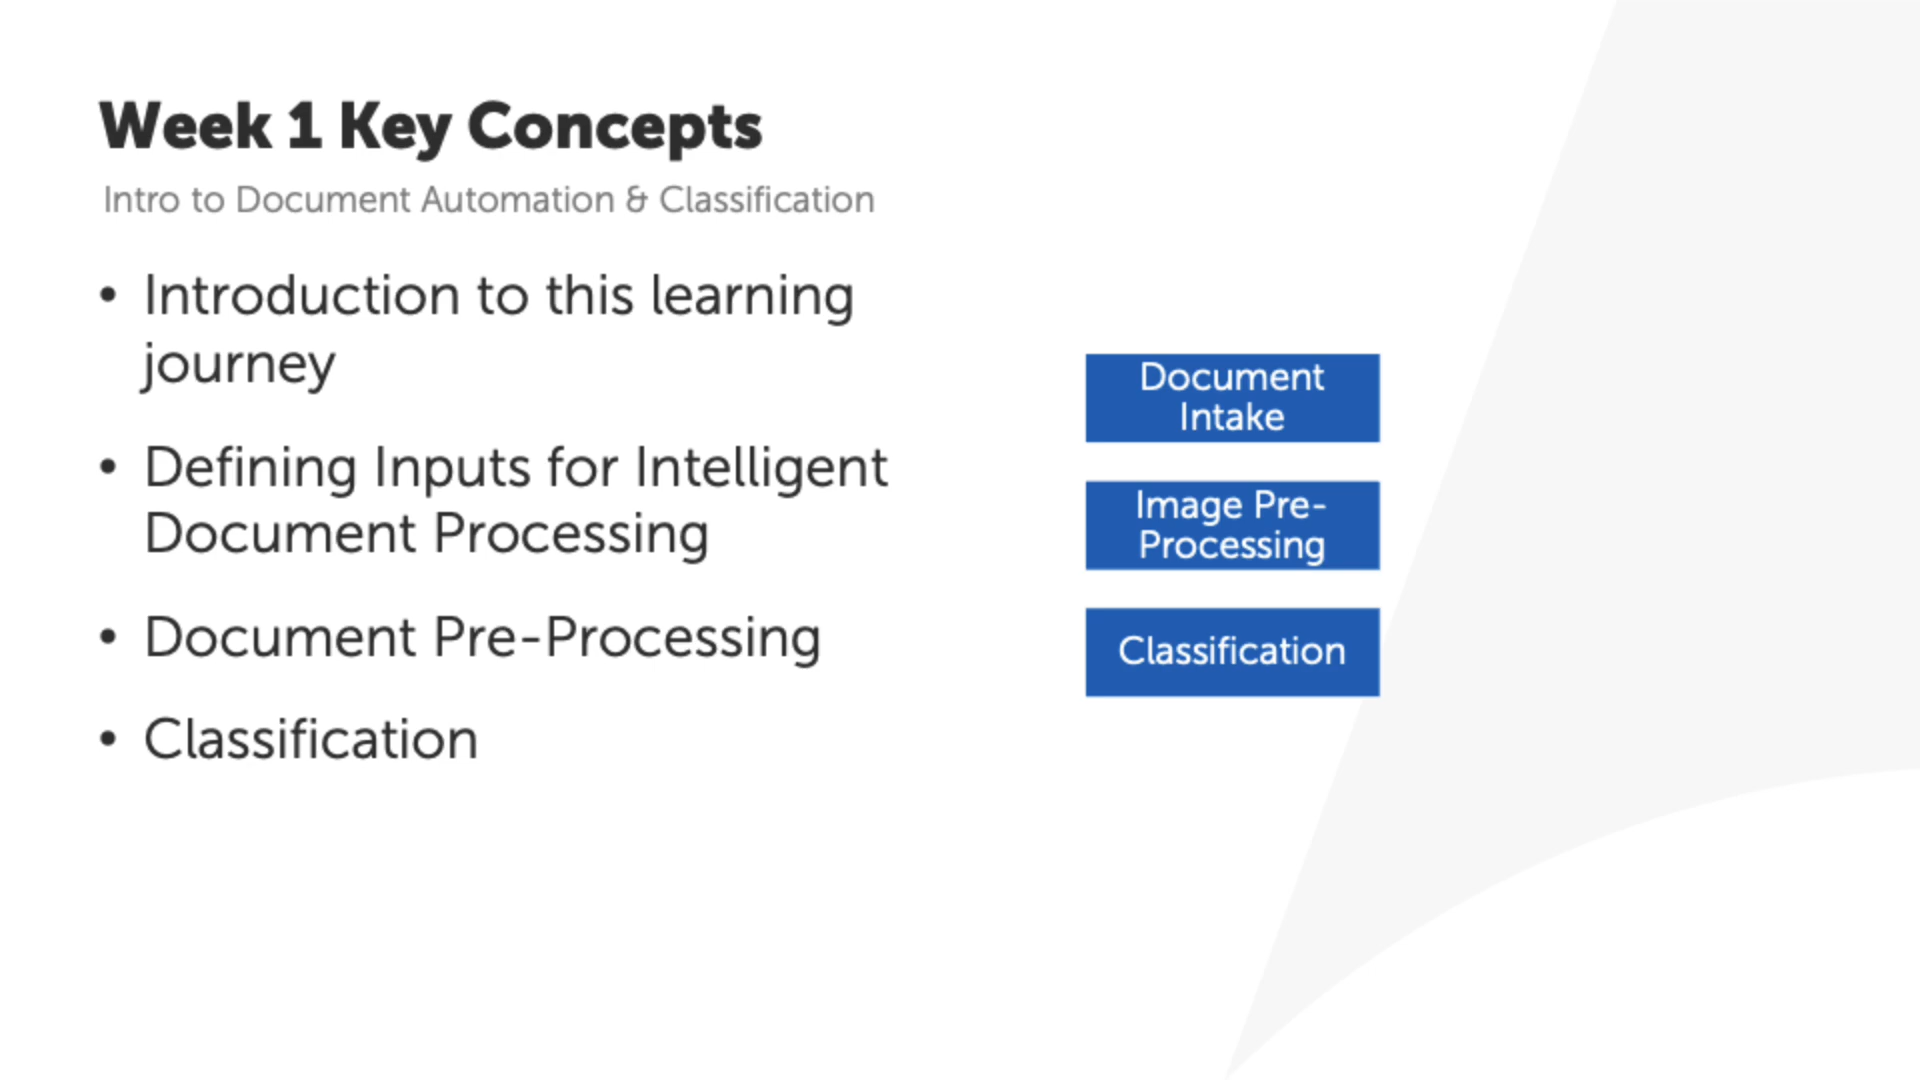 Week 1 Key Concepts
Intro to Document Automation & Classification
• Introduction to this learning
journey
• Defining Inputs for Intelligent
Document Processing
• Document Pre-Processing
• Classification
Document
Intake
Image Pre-
Processing
Classification